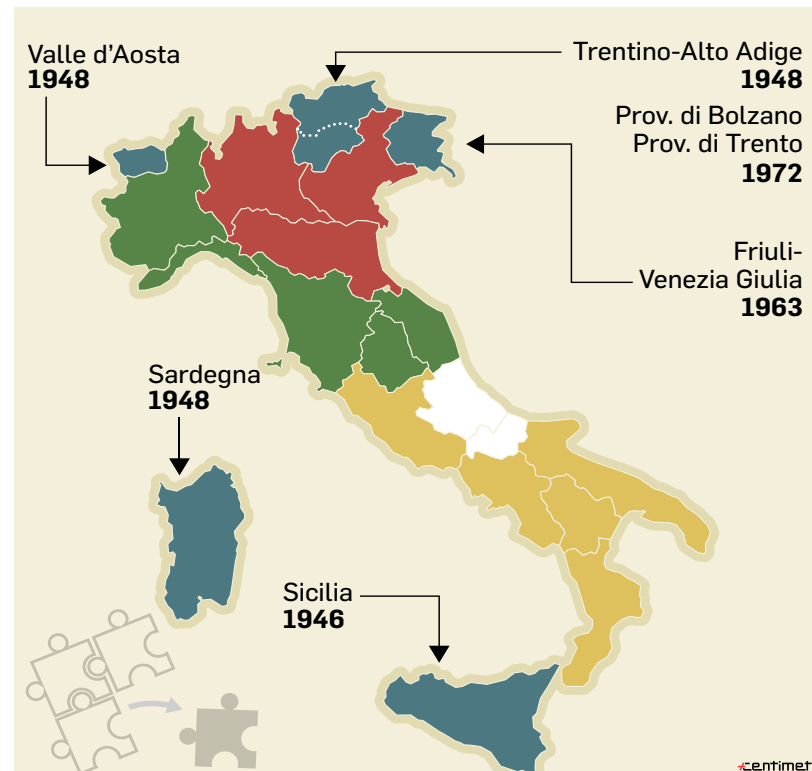 Valle d’Aosta
1948
Trentino-Alto Adige
1948
Prov. di Bolzano
Prov. di Trento
1972
Friuli-
Venezia Giulia
1963
Sardegna
1948
Sicilia
1946
centimet